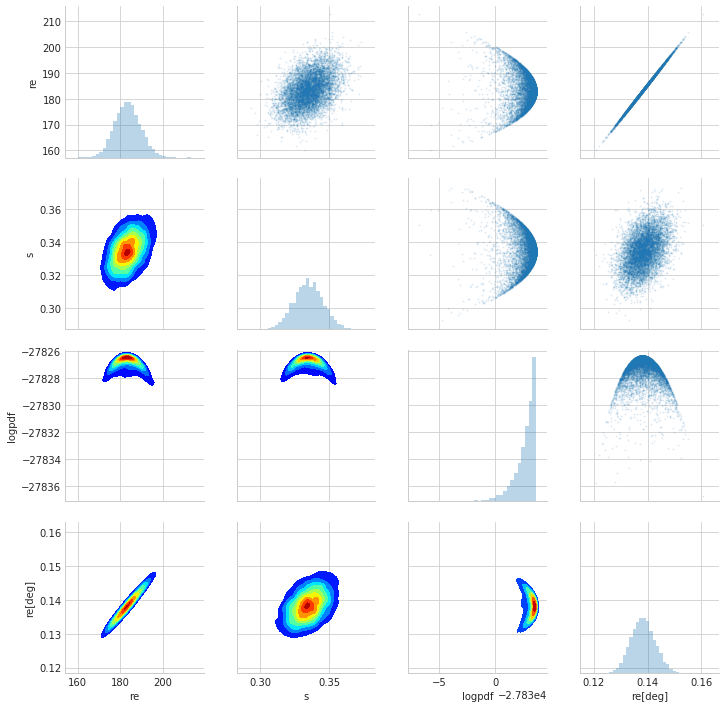 210
200
190
180
170
160
re
0.36
0.34
0.32
0.30
s
−27826
−27828
−27830
−27832
−27834
−27836
logpdf
0.16
0.15
0.14
0.13
0.12
re[deg]
160 180 200
re
0.30 0.35
s
−5 0
logpdf −2.783e4
0.12 0.14 0.16
re[deg]